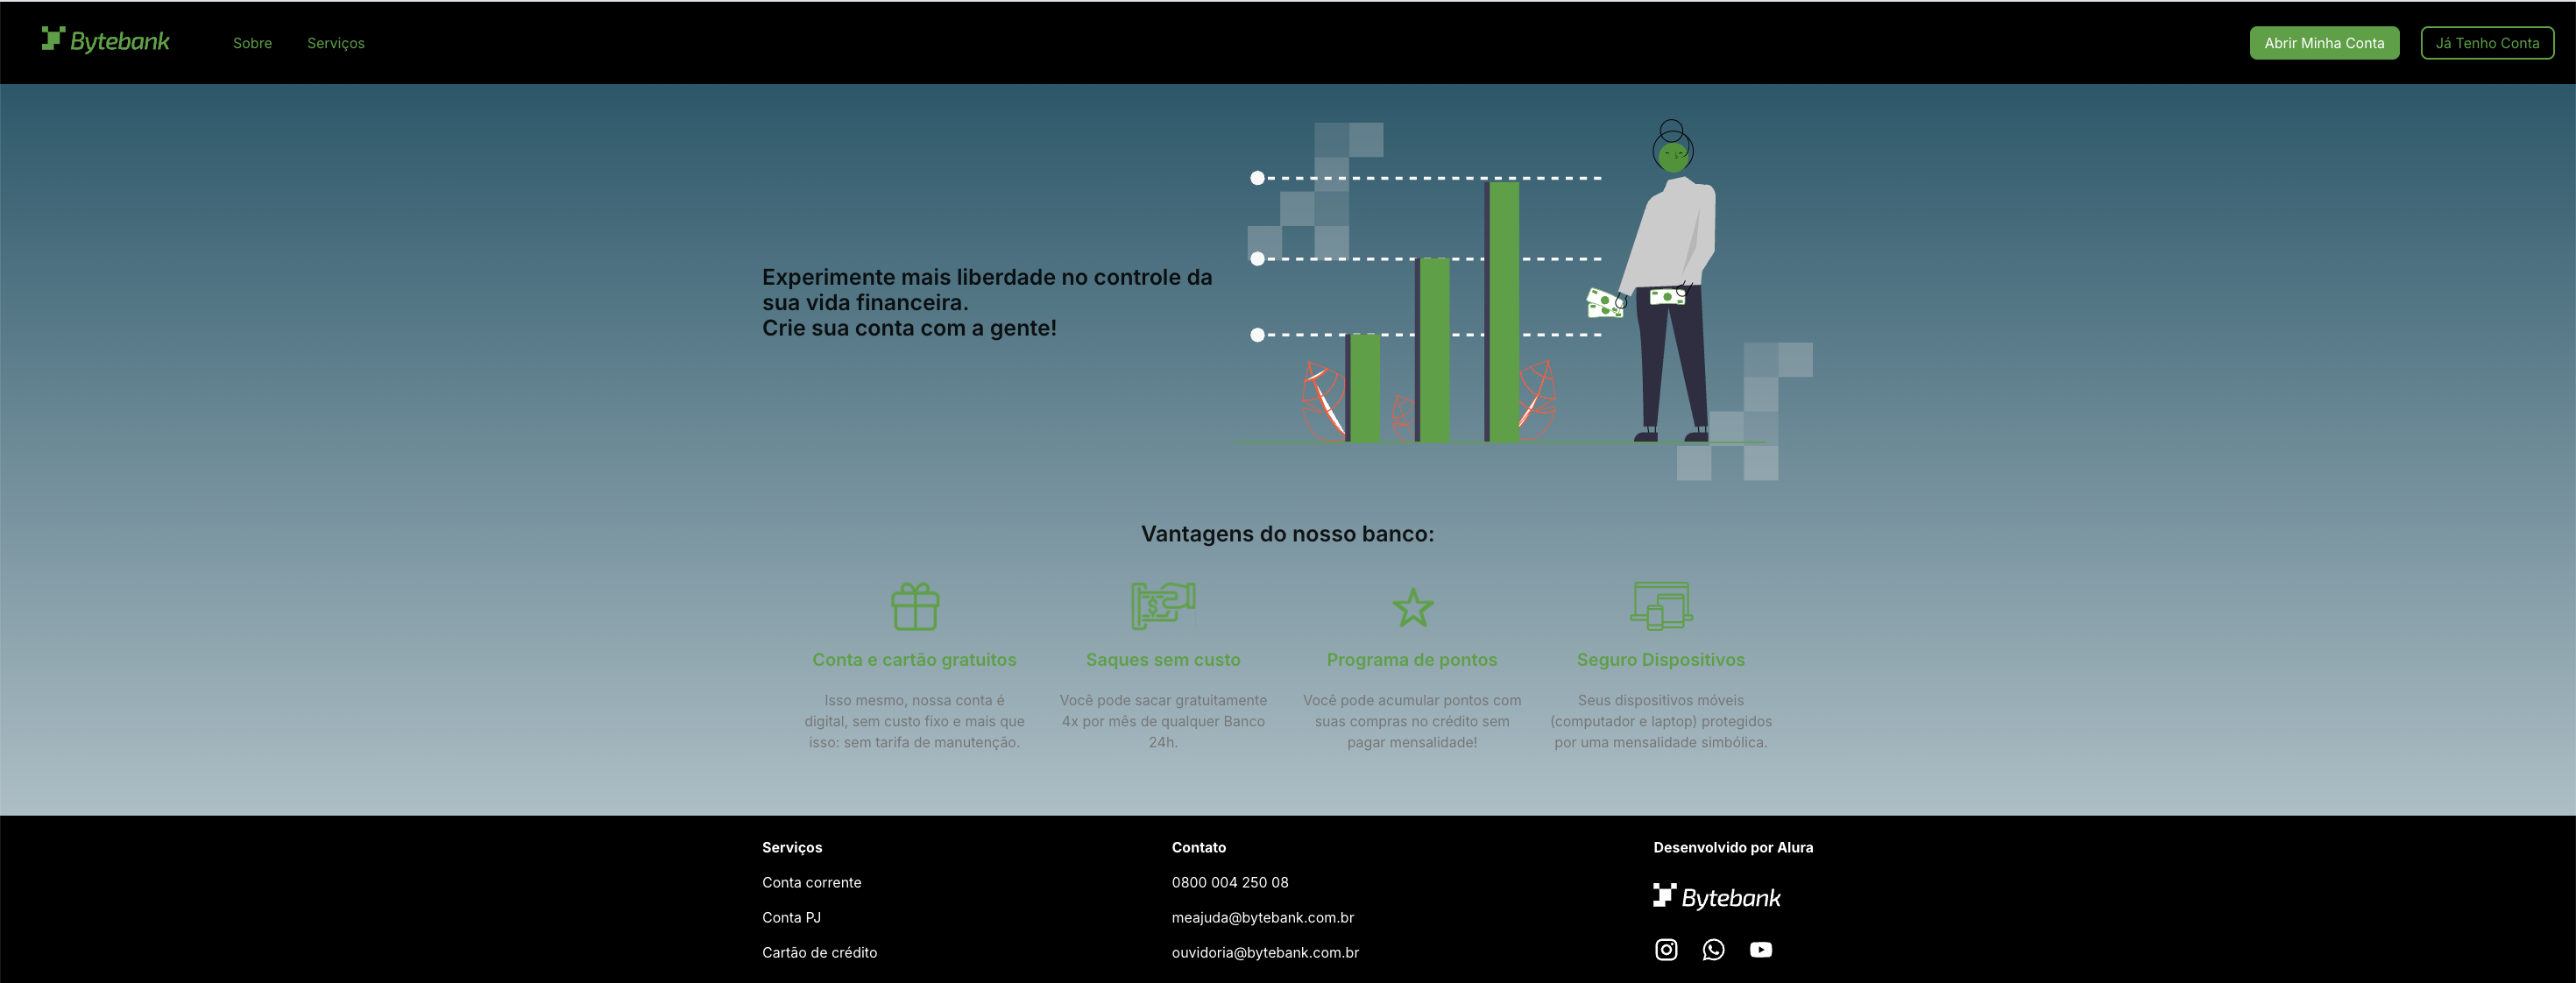 Bytebank
Sobre
Serviços
Abrir Minha Conta
Já Tenho Conta
Experimente mais liberdade no controle da
sua vida financeira.
Crie sua conta com a gente!
Vantagens do nosso banco:
Conta e cartão gratuitos
Isso mesmo, nossa conta é
digital, sem custo fixo e mais que
isso: sem tarifa de manutenção.
Saques sem custo
Você pode sacar gratuitamente
4x por mês de qualquer Banco
24h.
Programa de pontos
Você pode acumular pontos com
suas compras no crédito sem
pagar mensalidade!
Seguro Dispositivos
Seus dispositivos móveis
(computador e laptop) protegidos
por uma mensalidade simbólica.
Serviços
Conta corrente
Conta PJ
Cartão de crédito
Contato
0800 004 250 08
meajuda@bytebank.com.br
ouvidoria@bytebank.com.br
Desenvolvido por Alura
Bytebank